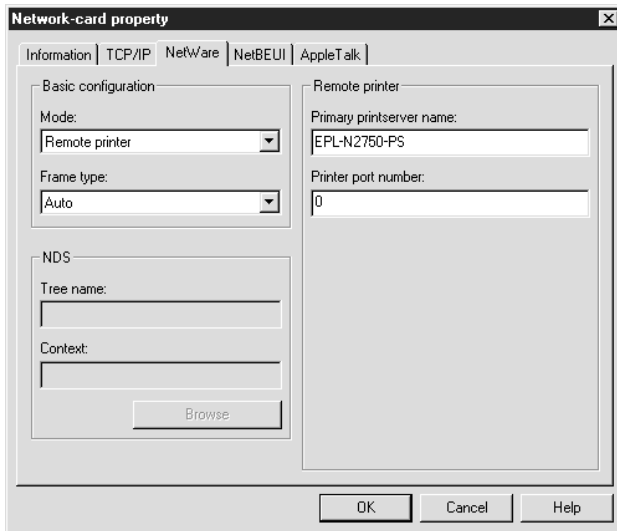 Network-card property
Information TCP/IP NetWare NetBEUI AppleTalk
Basic configuration
Mode:
Remote printer
Frame type:
Auto
NDS
Tree name:
Context:
Browse
Remote printer
Primary printserver name:
EPL-N2750-PS
Printer port number:
0
OK Cancel Help